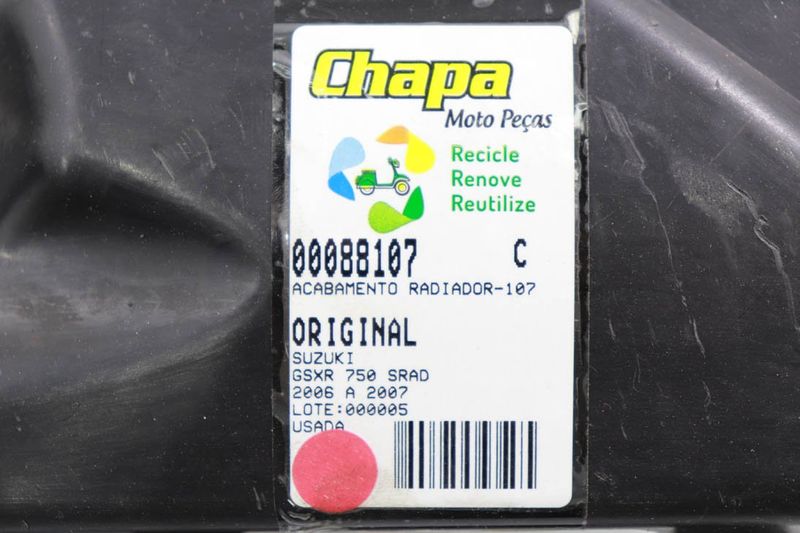 Chapa
Moto Peças
Recicle
Renove
Reutilize
00088107 C
ACABAMENTO RADIADOR-107
ORIGINAL
SUZUKI
GSXR 750 SRAD
2006 A 2007
LOTE:000005
USADA